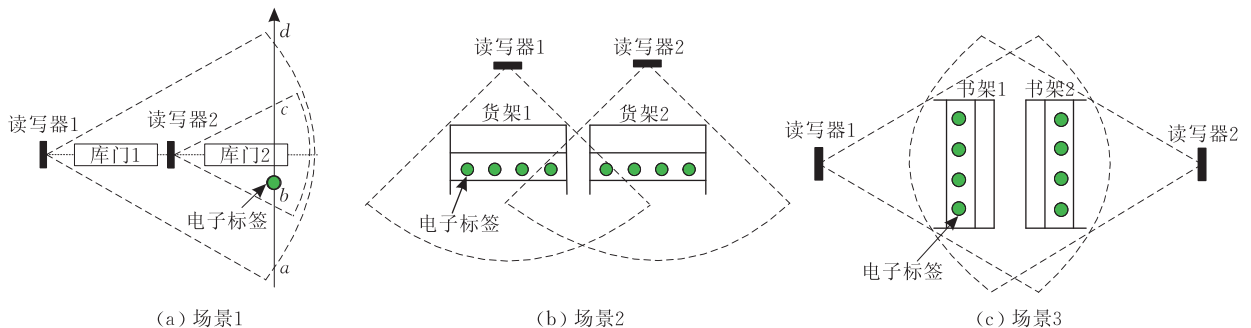 读写器1
读写器2
库门1
库门2
电子标签
a
b
c
d
(a)场景1
读写器1
读写器2
货架1
货架2
电子标签
(b)场景2
书架1
书架2
读写器1
读写器2
电子标签
(c)场景3